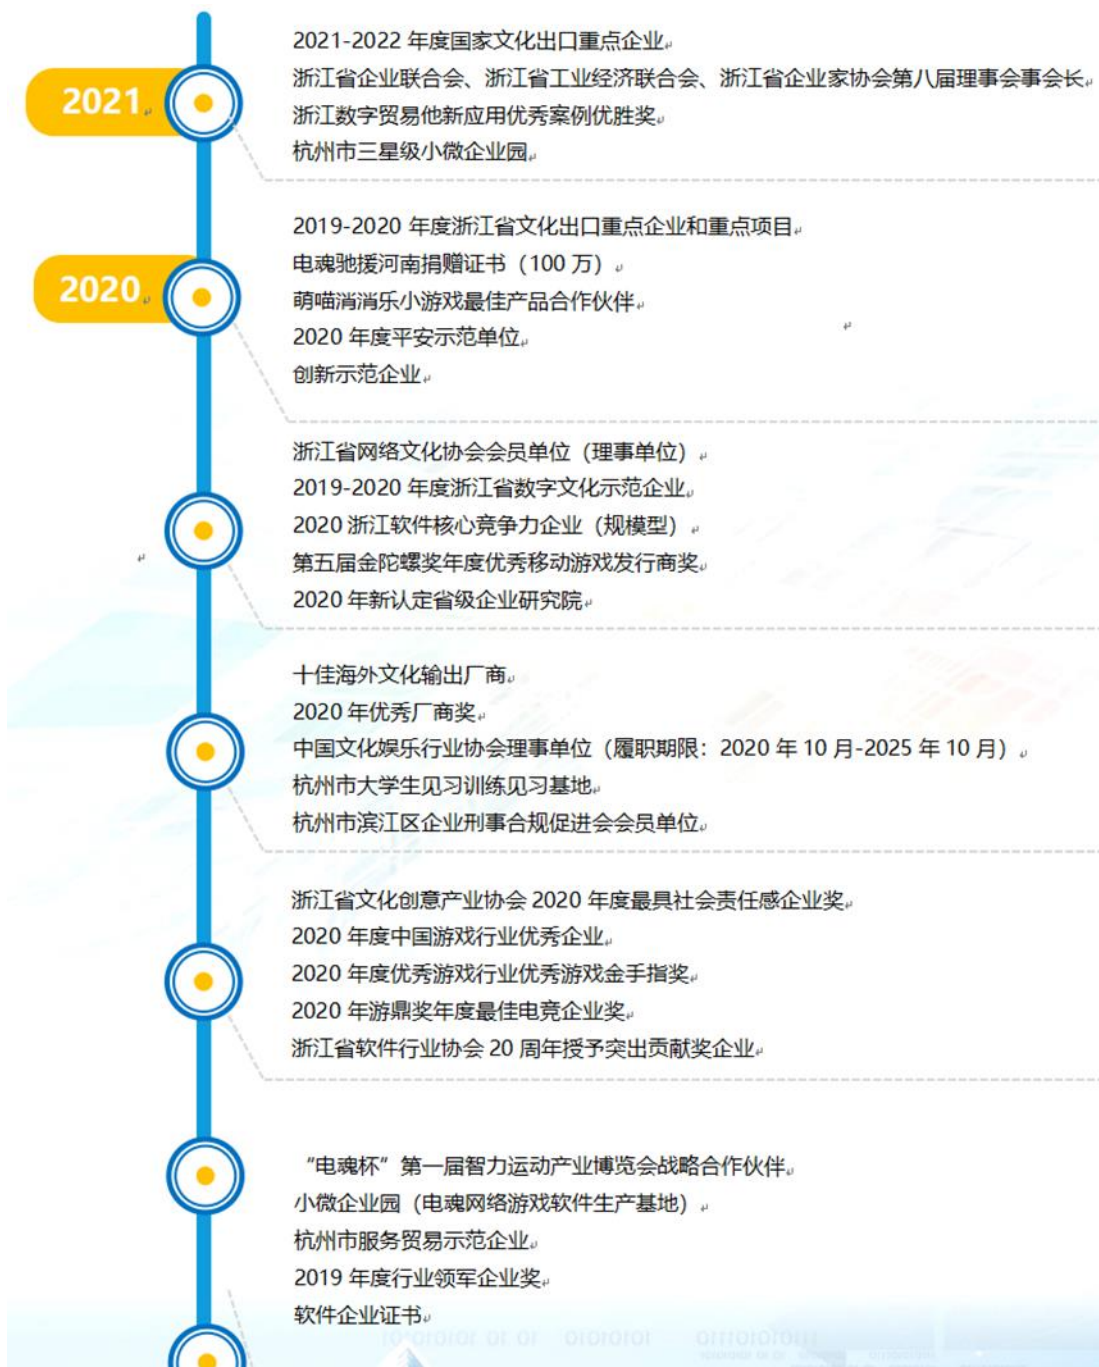 2021
2021-2022 年度国家文化出口重点企业
浙江省企业联合会、浙江省工业经济联合会、浙江省企业家协会第八届理事会事会长
浙江数字贸易他新应用优秀案例优胜奖
杭州市三星级小微企业园
2020
2019-2020 年度浙江省文化出口重点企业和重点项目
电魂驰援河南捐赠证书（100 万）
萌喵消消乐小游戏最佳产品合作伙伴
2020 年度平安示范单位
创新示范企业
浙江省网络文化协会会员单位（理事单位）
2019-2020 年度浙江省数字文化示范企业
2020 浙江软件核心竞争力企业（规模型）
第五届金陀螺奖年度优秀移动游戏发行商奖
2020 年新认定省级企业研究院
十佳海外文化输出厂商
2020 年优秀厂商奖
中国文化娱乐行业协会理事单位（履职期限：2020 年 10 月-2025 年 10 月）
杭州市大学生见习训练见习基地
杭州市滨江区企业刑事合规促进会会员单位
浙江省文化创意产业协会 2020 年度最具社会责任感企业奖
2020 年度中国游戏行业优秀企业
2020 年度优秀游戏行业优秀游戏金手指奖
2020 年游鼎奖年度最佳电竞企业奖
浙江省软件行业协会 20 周年授予突出贡献奖企业
“电魂杯”第一届智力运动产业博览会战略合作伙伴
小微企业园（电魂网络游戏软件生产基地）
杭州市服务贸易示范企业
2019 年度行业领军企业奖
软件企业证书